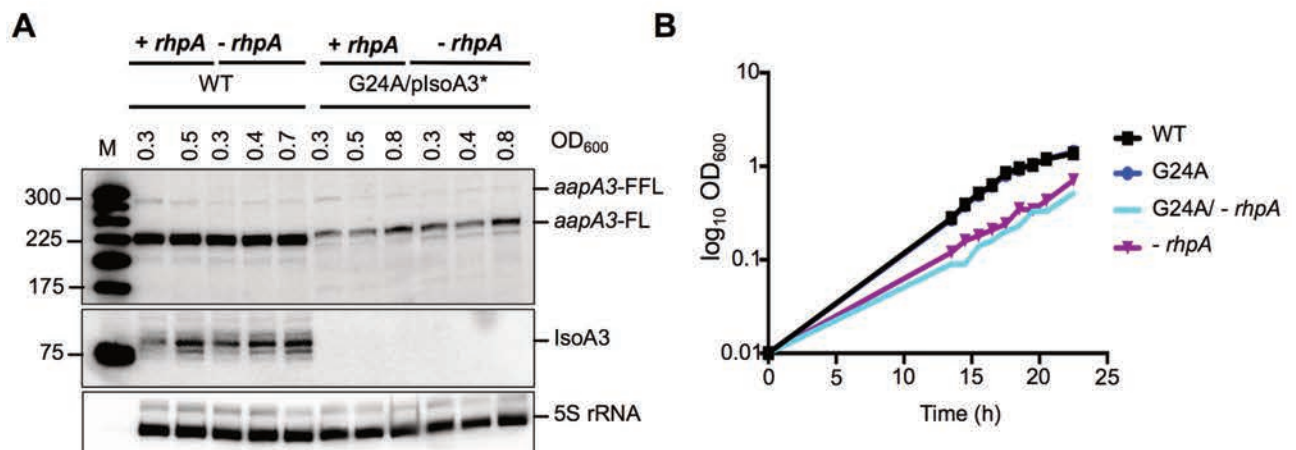 A
+ rhpA - rhpA + rhpA - rhpA
WT G24A/pIsoA3*
M 0.3 0.5 0.3 0.4 0.7 0.3 0.5 0.8 0.3 0.4 0.8 OD600
300
225
175
aapA3-FFL
aapA3-FL
75
IsoA3
5S rRNA
B
log10 OD600
10
1
0.1
0.01
0 5 10 15 20 25
Time (h)
WT
G24A
G24A/ - rhpA
- rhpA